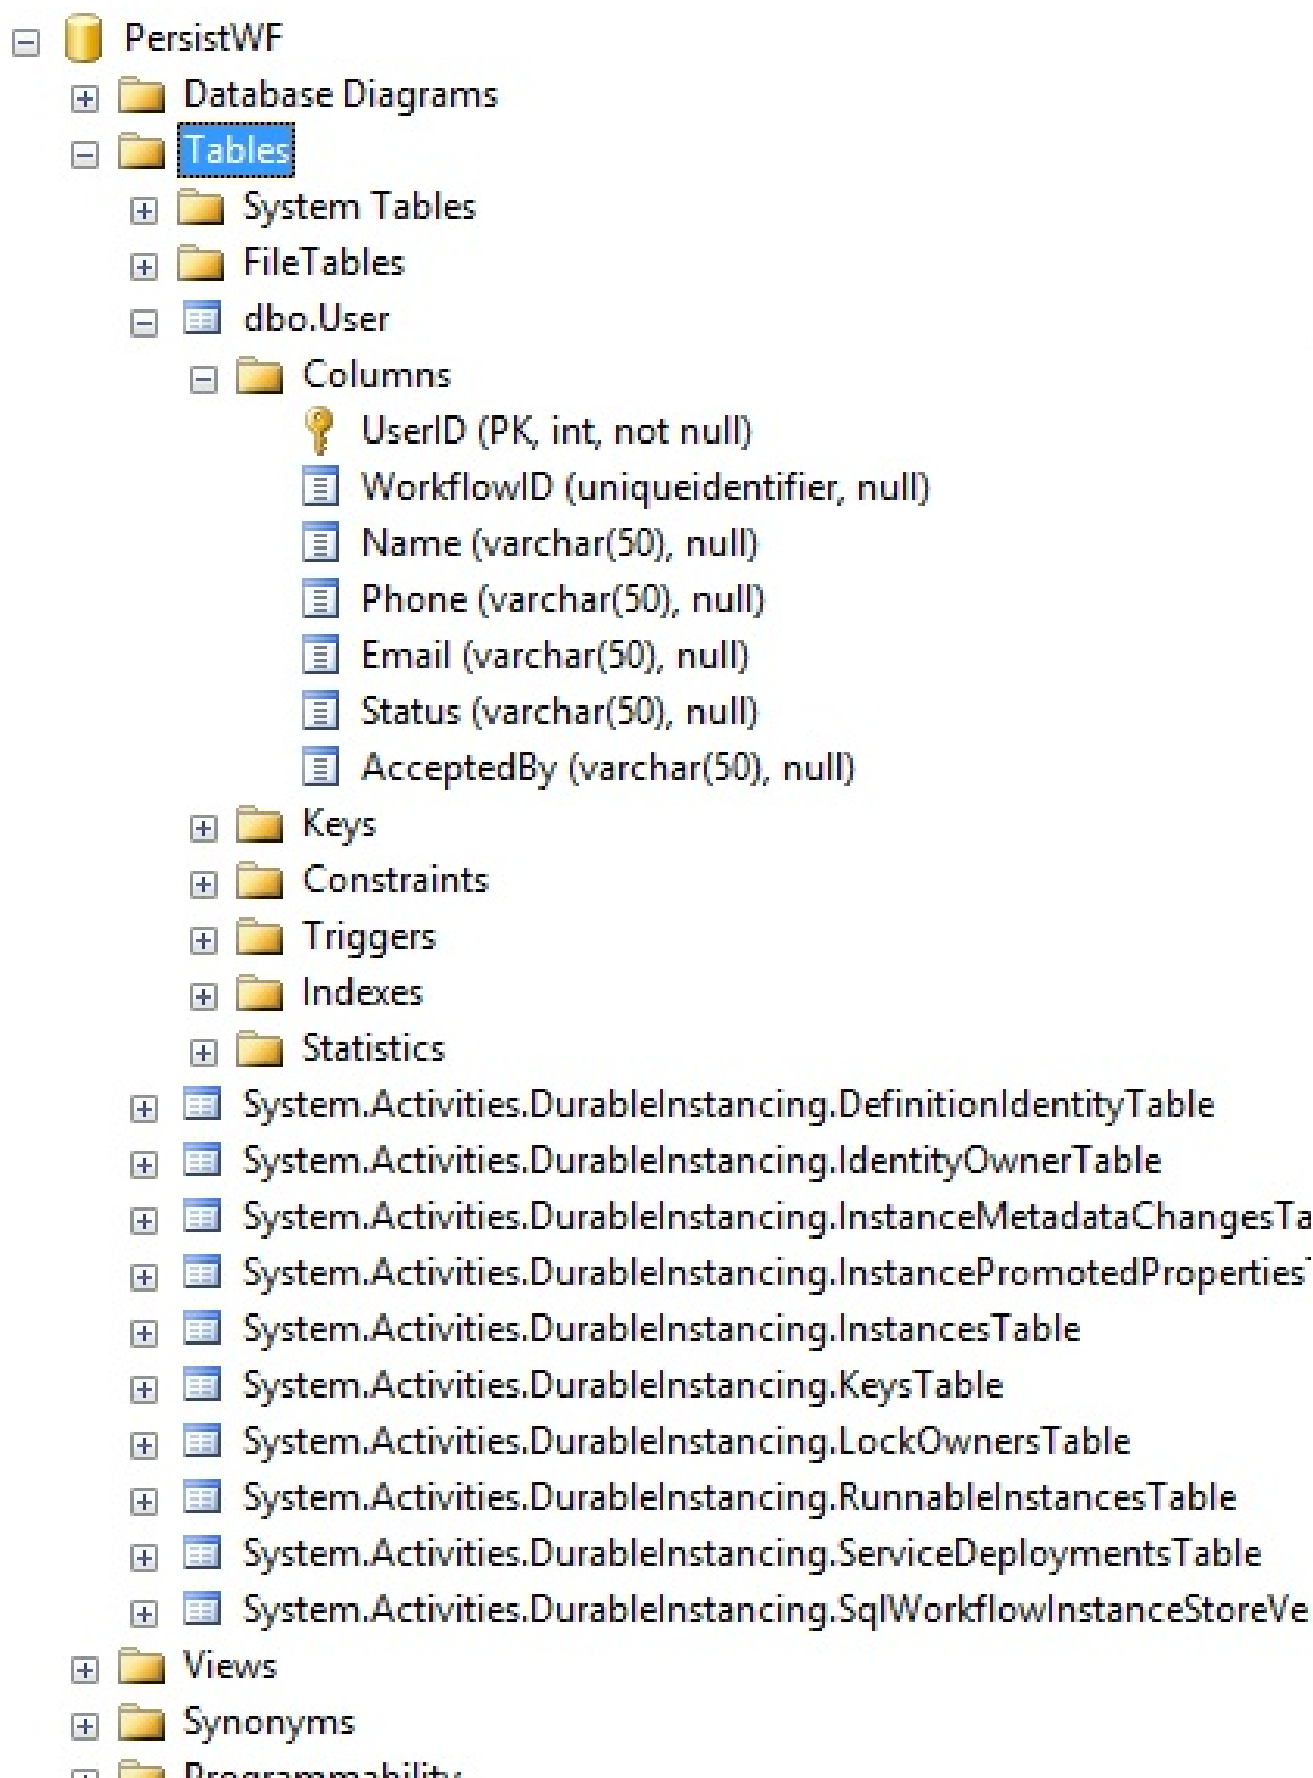 PersistWF
Database Diagrams
Tables
System Tables
FileTables
dbo.User
Columns
UserID (PK, int, not null)
WorkflowID (uniqueidentifier, null)
Name (varchar(50), null)
Phone (varchar(50), null)
Email (varchar(50), null)
Status (varchar(50), null)
AcceptedBy (varchar(50), null)
Keys
Constraints
Triggers
Indexes
Statistics
System.Activities.DurableInstancing.DefinitionIdentityTable
System.Activities.DurableInstancing.IdentityOwnerTable
System.Activities.DurableInstancing.InstanceMetadataChangesTa
System.Activities.DurableInstancing.InstancePromotedPropertiesT
System.Activities.DurableInstancing.InstancesTable
System.Activities.DurableInstancing.KeysTable
System.Activities.DurableInstancing.LockOwnersTable
System.Activities.DurableInstancing.RunnableInstancesTable
System.Activities.DurableInstancing.ServiceDeploymentsTable
System.Activities.DurableInstancing.SqlWorkflowInstanceStoreVe
Views
Synonyms
Programmability